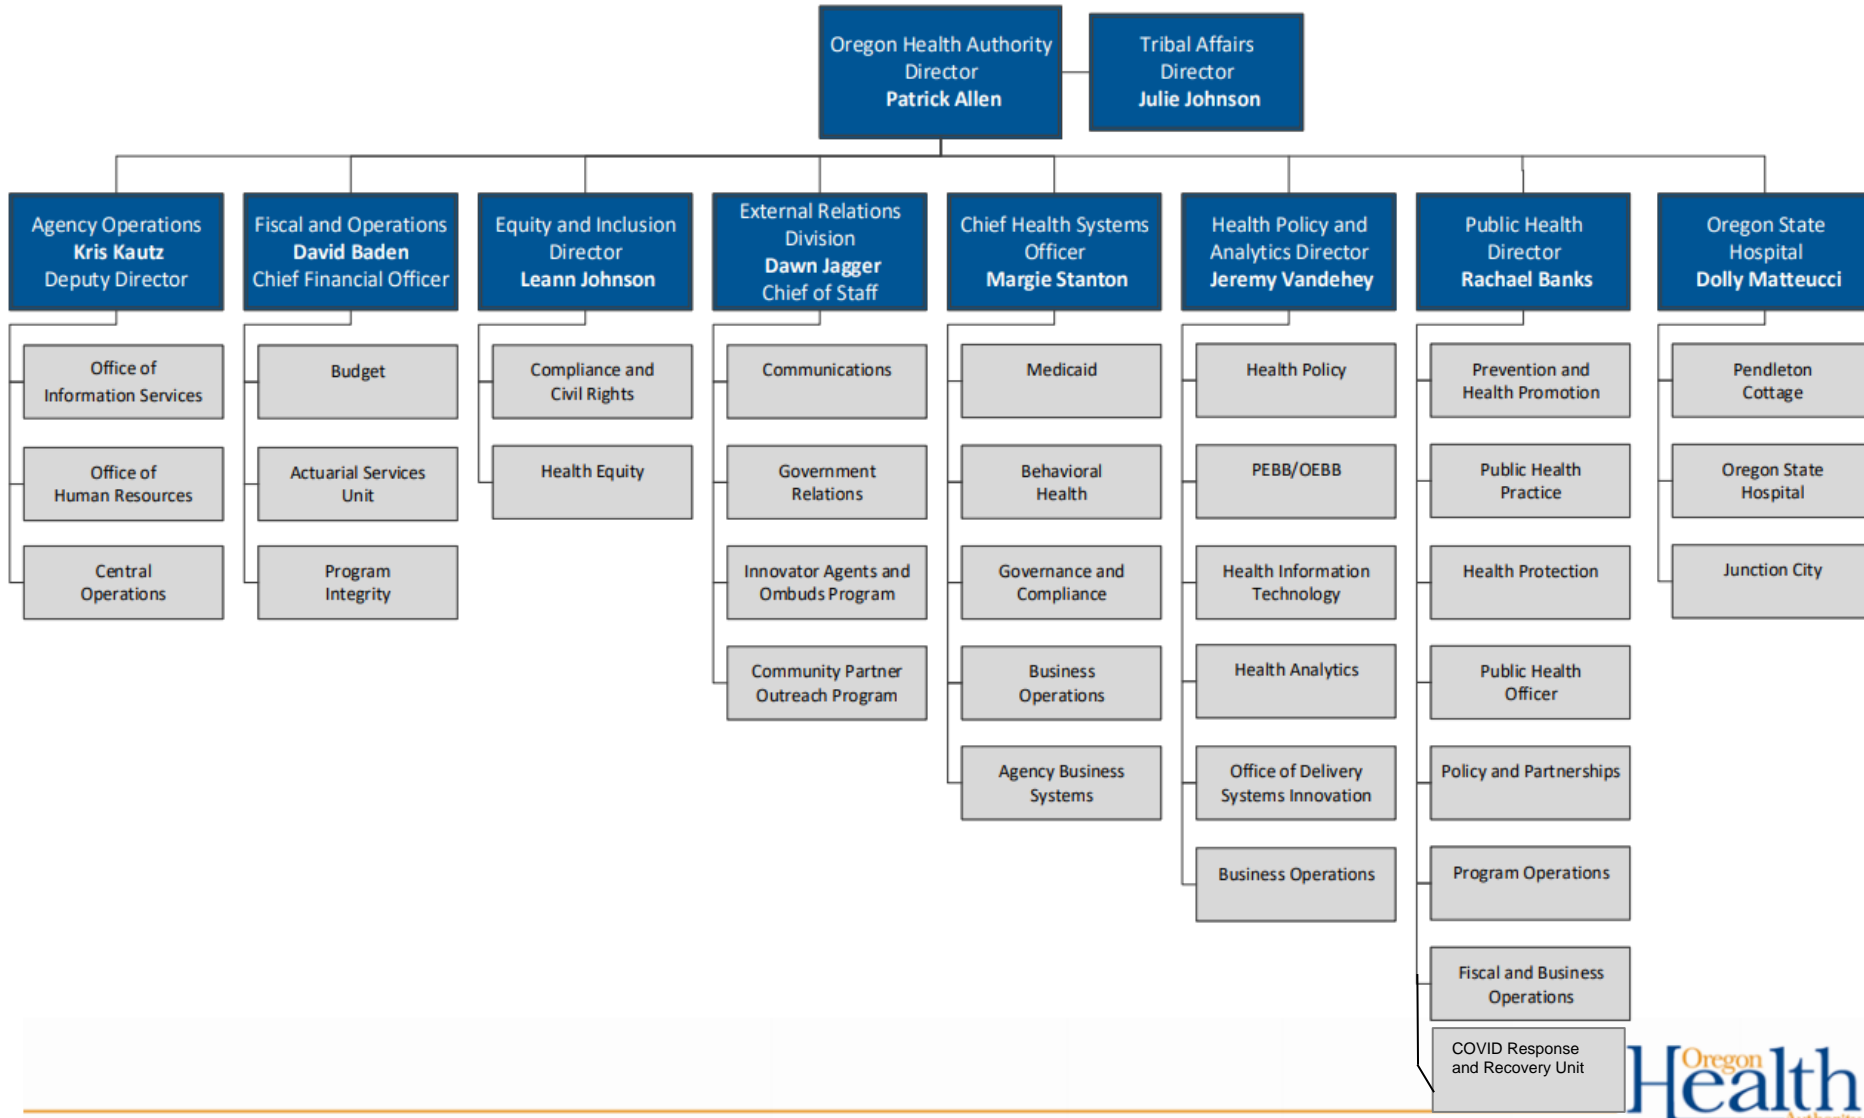 Oregon Health Authority
Director
Patrick Allen
Tribal Affairs
Director
Julie Johnson
Agency Operations
Kris Kautz
Deputy Director
Fiscal and Operations
David Baden
Chief Financial Officer
Equity and Inclusion
Director
Leann Johnson
External Relations
Division
Dawn Jagger
Chief of Staff
Chief Health Systems
Officer
Margie Stanton
Health Policy and
Analytics Director
Jeremy Vandehey
Public Health
Director
Rachael Banks
Oregon State
Hospital
Dolly Matteucci
Office of
Information Services
Office of
Human Resources
Central
Operations
Budget
Actuarial Services
Unit
Program
Integrity
Compliance and
Civil Rights
Health Equity
Communications
Government
Relations
Innovator Agents and
Ombuds Program
Community Partner
Outreach Program
Medicaid
Behavioral
Health
Governance and
Compliance
Business
Operations
Agency Business
Systems
Health Policy
PEBB/OEBB
Health Information
Technology
Health Analytics
Office of Delivery
Systems Innovation
Business Operations
Prevention and
Health Promotion
Public Health
Practice
Health Protection
Public Health
Officer
Policy and Partnerships
Program Operations
Fiscal and Business
Operations
COVID Response
and Recovery Unit
Pendleton
Cottage
Oregon State
Hospital
Junction City
Oregon
Health